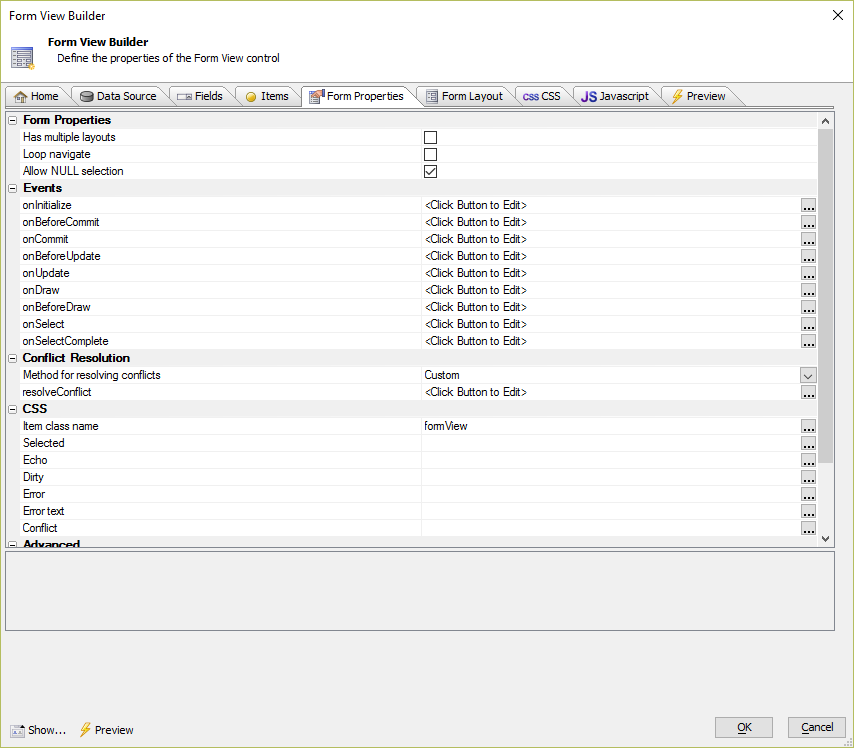 Form View Builder
Form View Builder
Define the properties of the Form View control
Home Data Source Fields Items Form Properties Form Layout css CSS JS Javascript Preview
Form Properties
Has multiple layouts
Loop navigate
Allow NULL selection
Events
onInitialize <Click Button to Edit> ...
onBeforeCommit <Click Button to Edit> ...
onCommit <Click Button to Edit> ...
onBeforeUpdate <Click Button to Edit> ...
onUpdate <Click Button to Edit> ...
onDraw <Click Button to Edit> ...
onBeforeDraw <Click Button to Edit> ...
onSelect <Click Button to Edit> ...
onSelectComplete <Click Button to Edit> ...
Conflict Resolution
Method for resolving conflicts Custom
resolveConflict <Click Button to Edit> ...
CSS
Item class name formView ...
Selected ...
Echo ...
Dirty ...
Error ...
Error text ...
Conflict ...
Advanced
Show... Preview OK Cancel